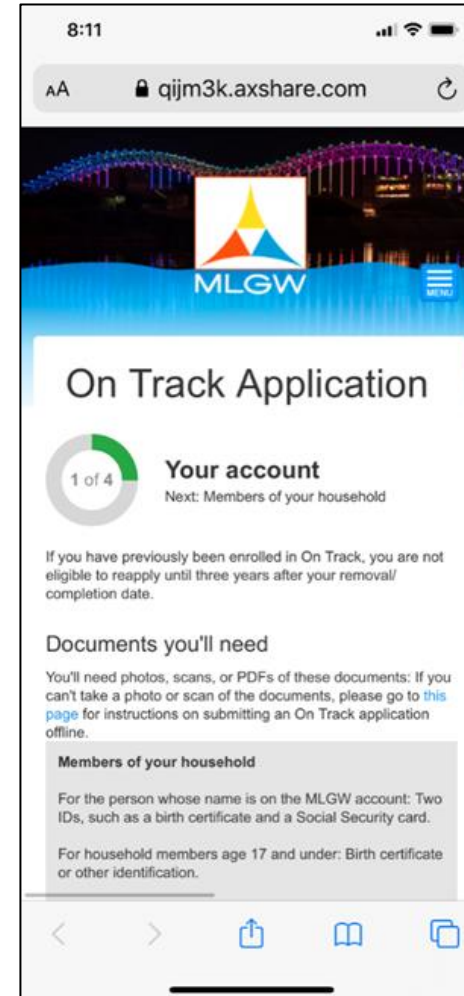 8:11
AA qijm3k.axshare.com
MLGW
MENU
On Track Application
1 of 4
Your account
Next: Members of your household
If you have previously been enrolled in On Track, you are not
eligible to reapply until three years after your removal/
completion date.
Documents you'll need
You'll need photos, scans, or PDFs of these documents: If you
can't take a photo or scan of the documents, please go to this
page for instructions on submitting an On Track application
offline.
Members of your household
For the person whose name is on the MLGW account: Two
IDs, such as a birth certificate and a Social Security card.
For household members age 17 and under: Birth certificate
or other identification.